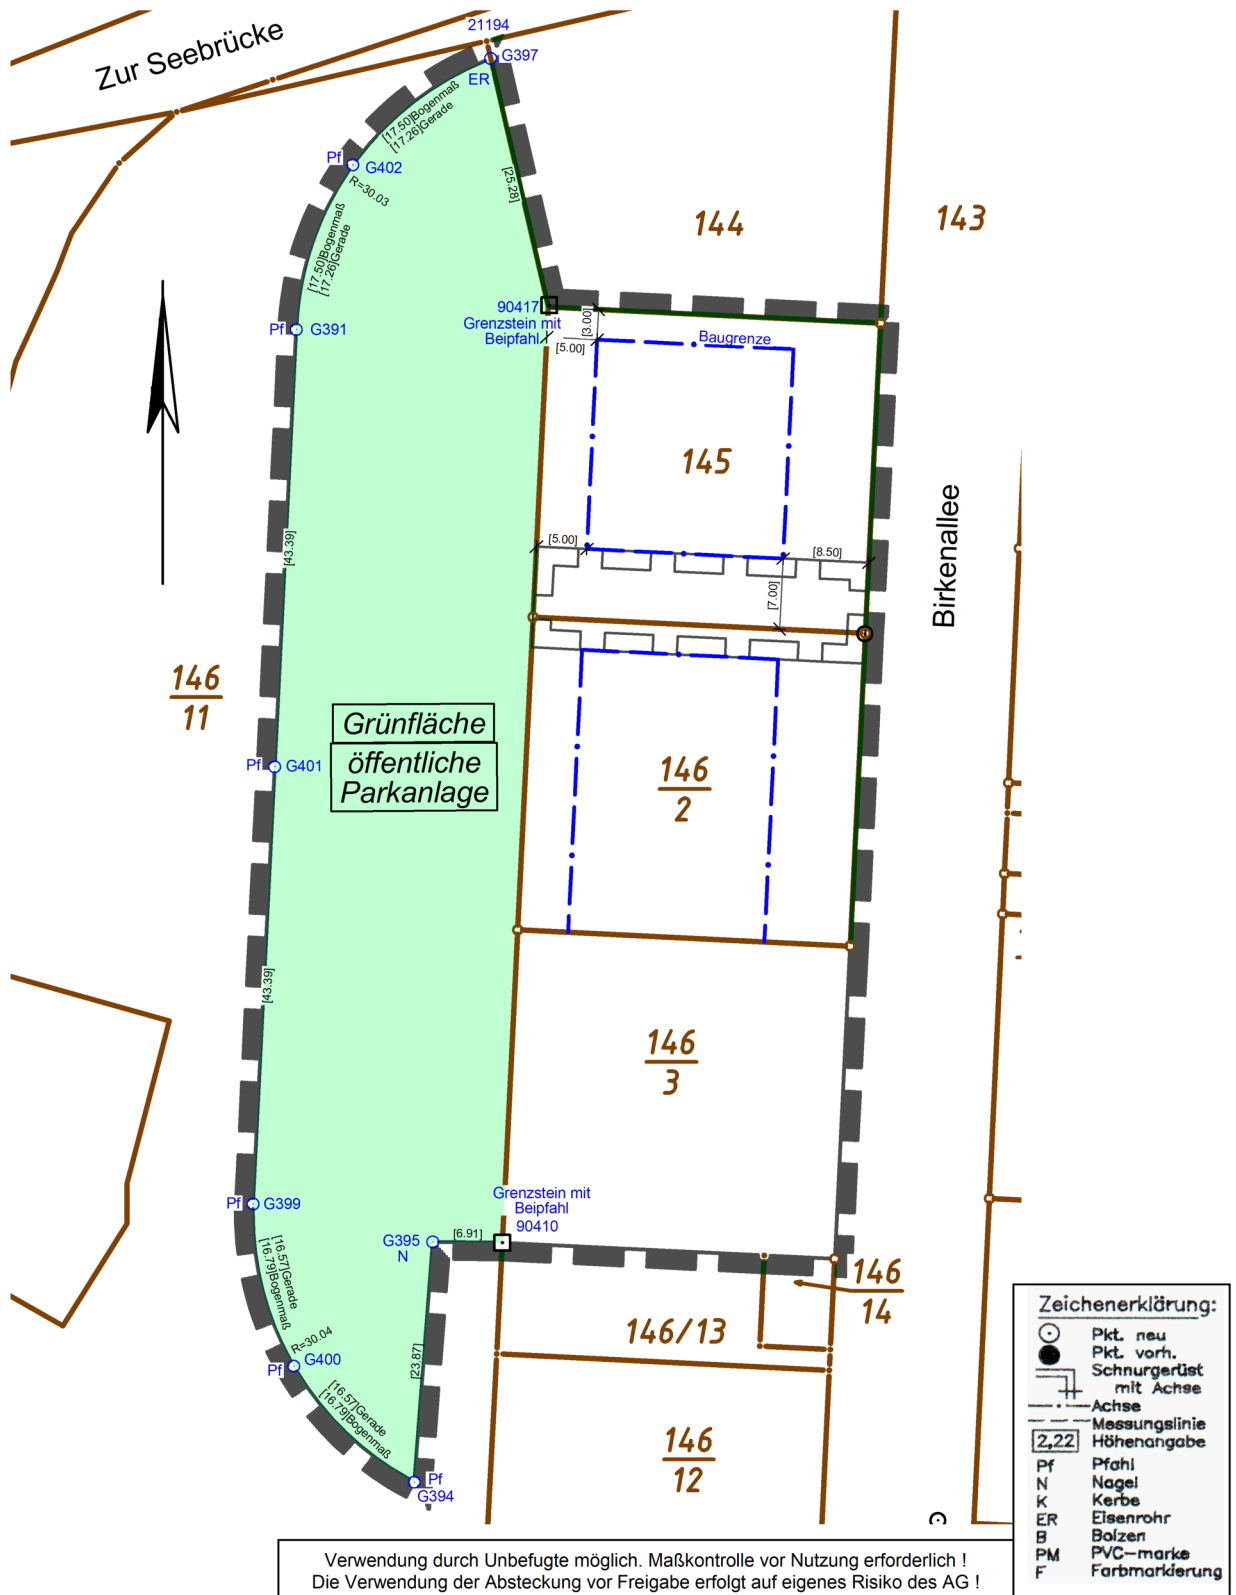 21194
G397
ER
Zur Seebrücke
[17.50]Bogenmaß
[17.26]Gerade
Pf
G402
R=30.03
[25.28]
[17.50]Bogenmaß
[17.26]Gerade
144
143
90417
Grenzstein mit
Beipfahl
[3.00]
[5.00]
Baugrenze
Pf
G391
145
[43.39]
[5.00]
[8.50]
[7.00]
Birkenallee
146
11
Grünfläche
öffentliche
Parkanlage
Pf
G401
146
2
[43.39]
146
3
Grenzstein mit
Beipfahl
90410
Pf
G399
G395
N
[6.91]
[16.57]Gerade
[16.79]Bogenmaß
146
14
146/13
R=30.04
G400
Pf
[23.87]
[16.57]Gerade
[16.79]Bogenmaß
146
12
Pf
G394
Zeichenerklärung:
Pkt. neu
Pkt. vorh.
Schnurgerüst
mit Achse
Achse
Messungslinie
2,22 Höhenangabe
Pf Pfahl
N Nagel
K Kerbe
ER Eisenrohr
B Bolzen
PM PVC-marke
F Farbmarkierung
Verwendung durch Unbefugte möglich. Maßkontrolle vor Nutzung erforderlich !
Die Verwendung der Absteckung vor Freigabe erfolgt auf eigenes Risiko des AG !